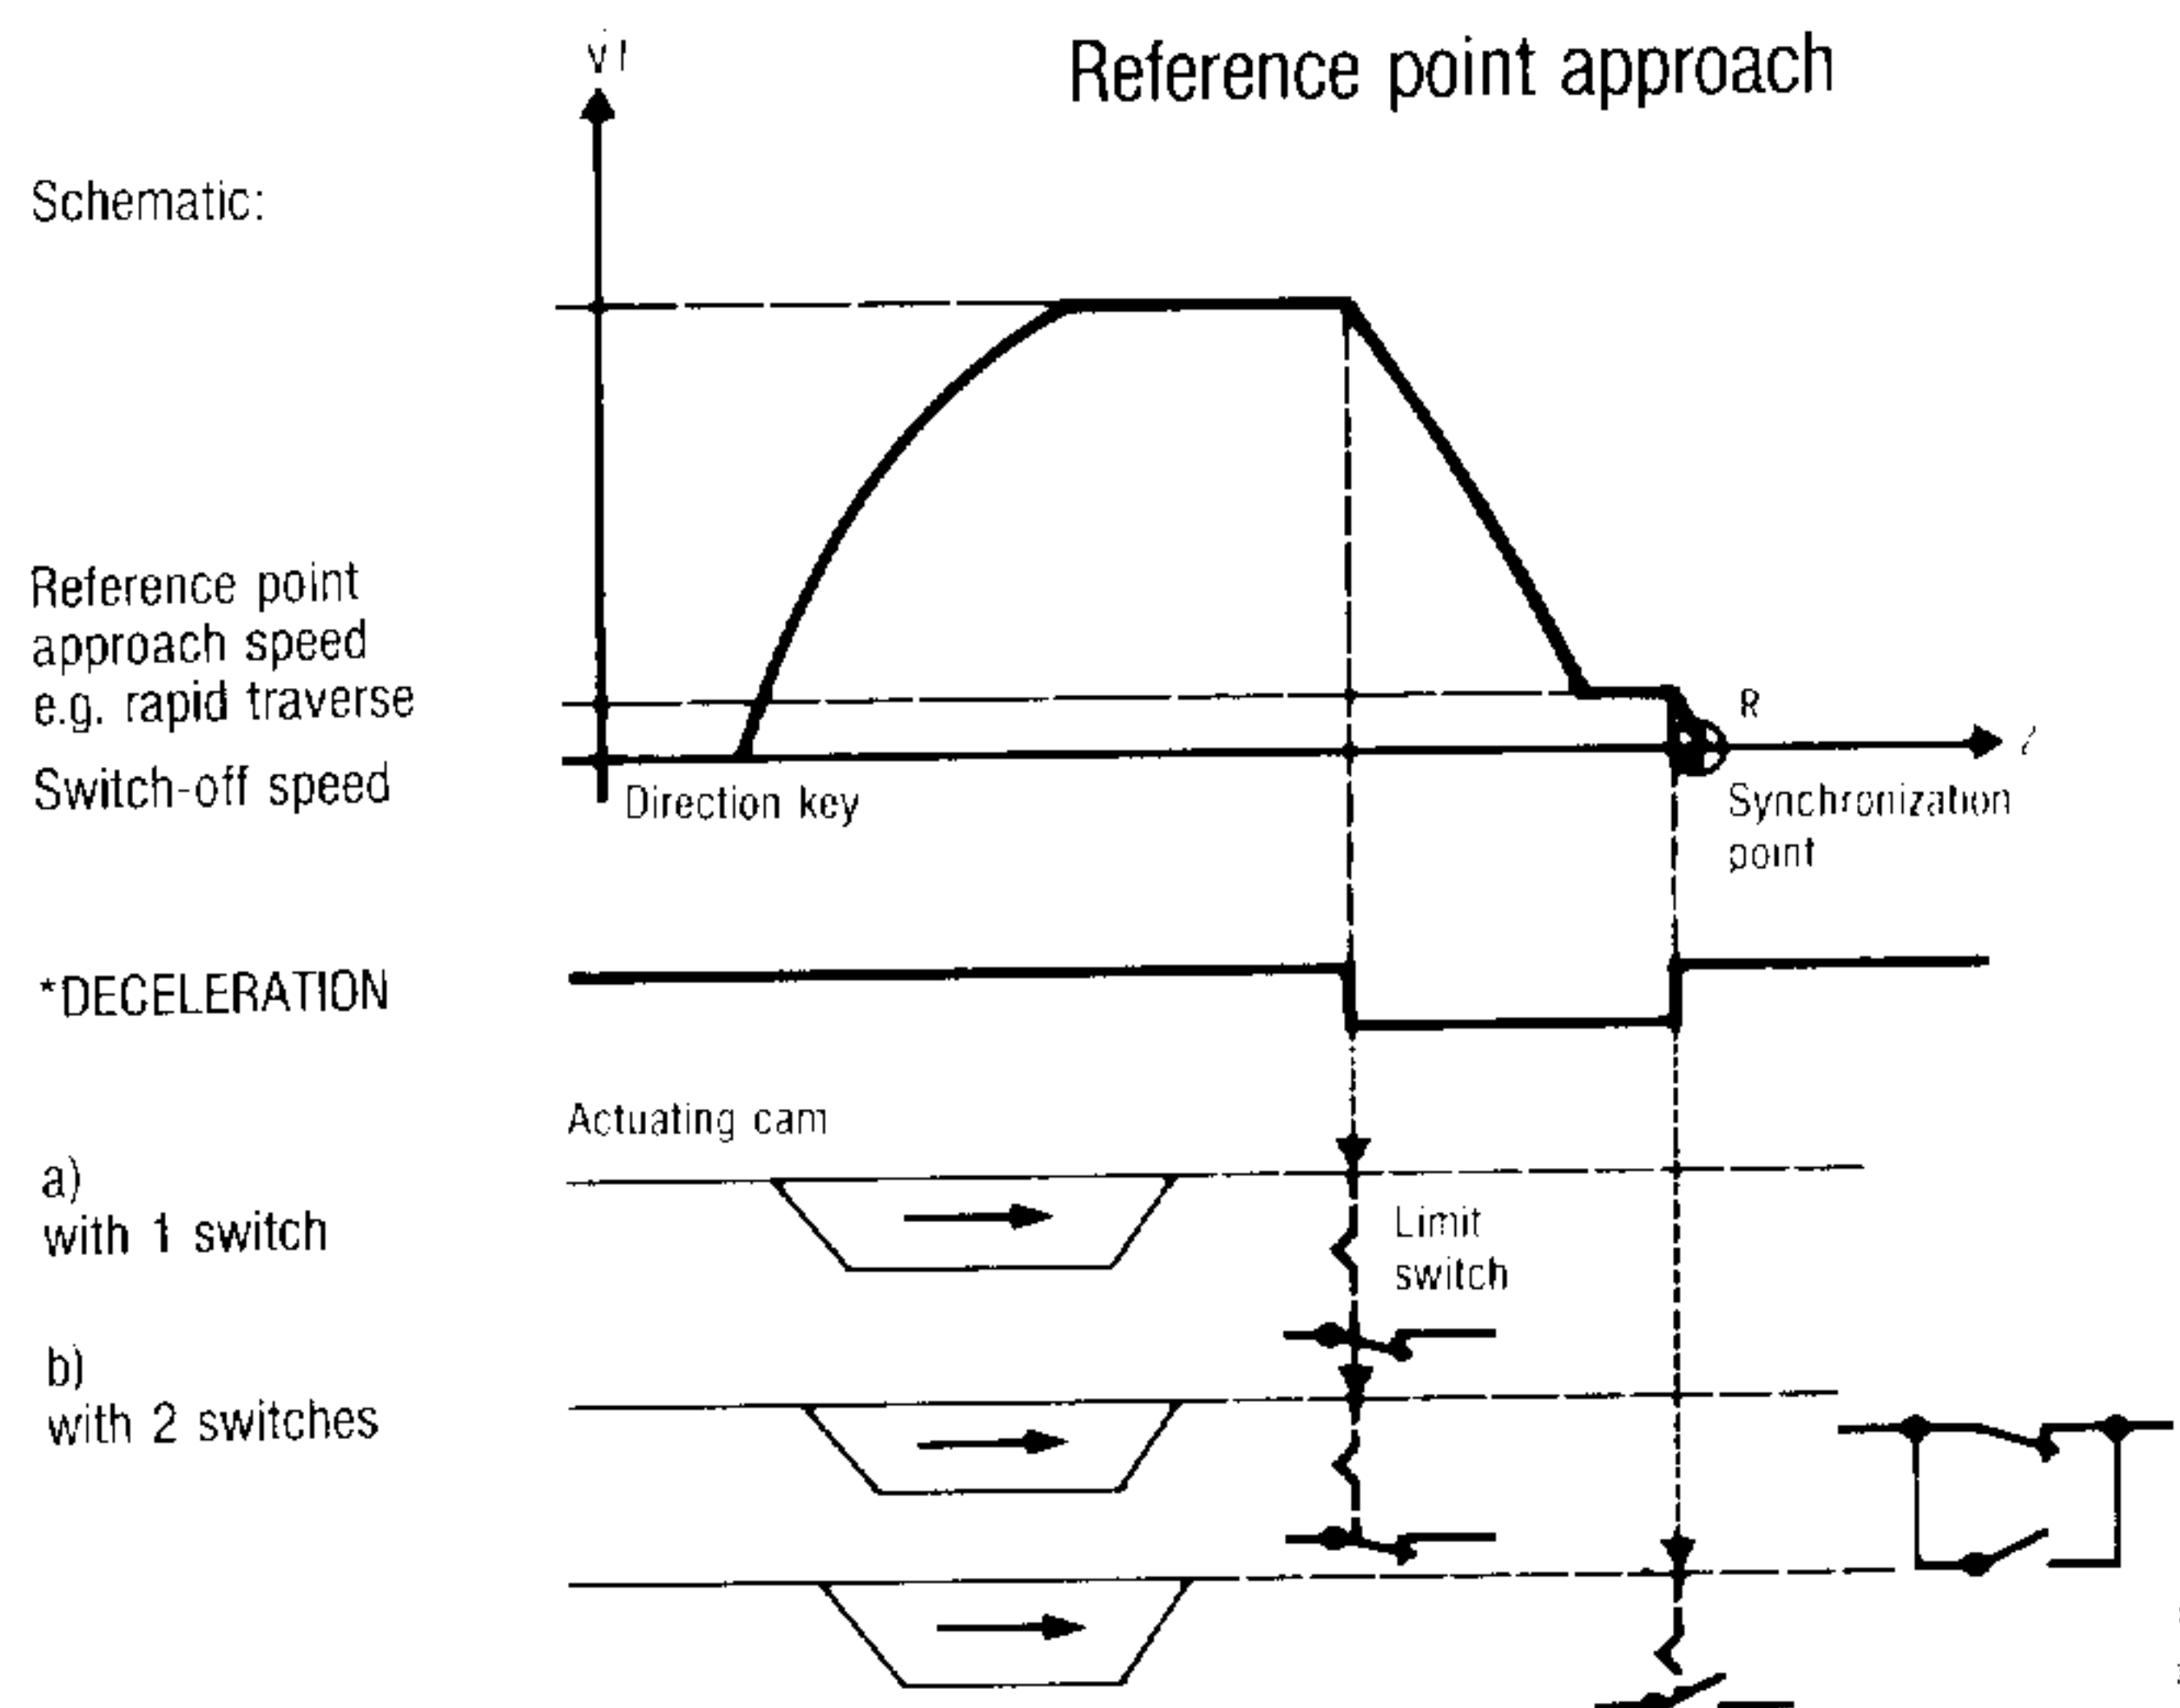 Reference point approach
Schematic:
Reference point
approach speed
e.g. rapid traverse
R
Switch-off speed
Direction key
Synchronization
point
*DECELERATION
Actuating cam
a)
with 1 switch
Limit
switch
b)
with 2 switches